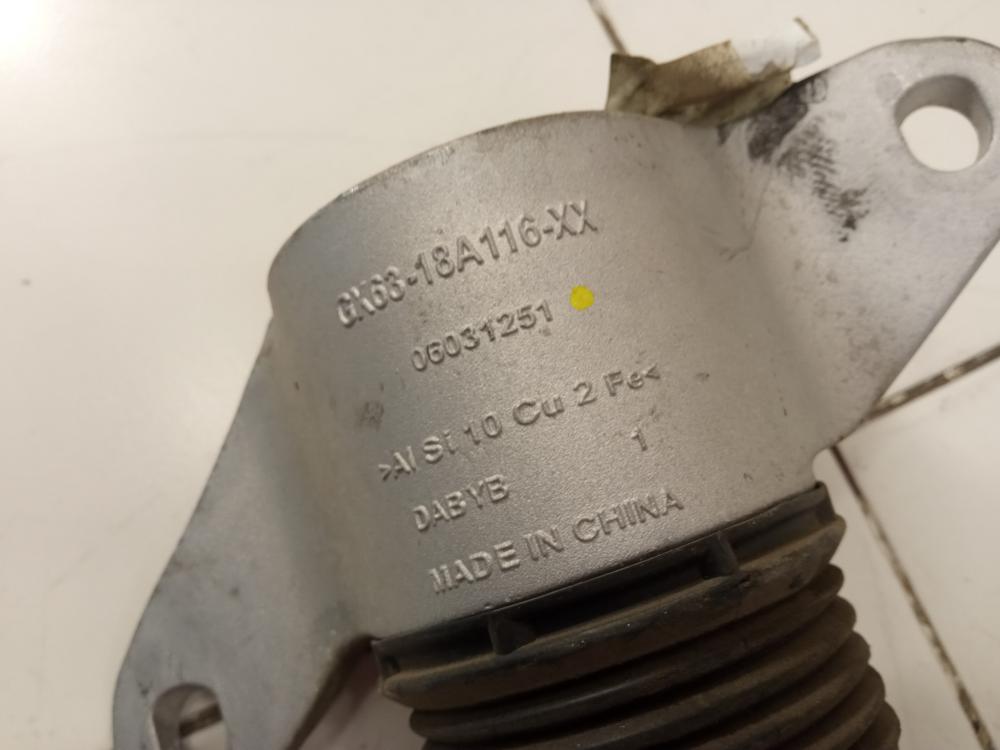 GK63-18A116-XX
06031251
>Al Si 10 Cu 2 Fe<
DABYB 1
MADE IN CHINA